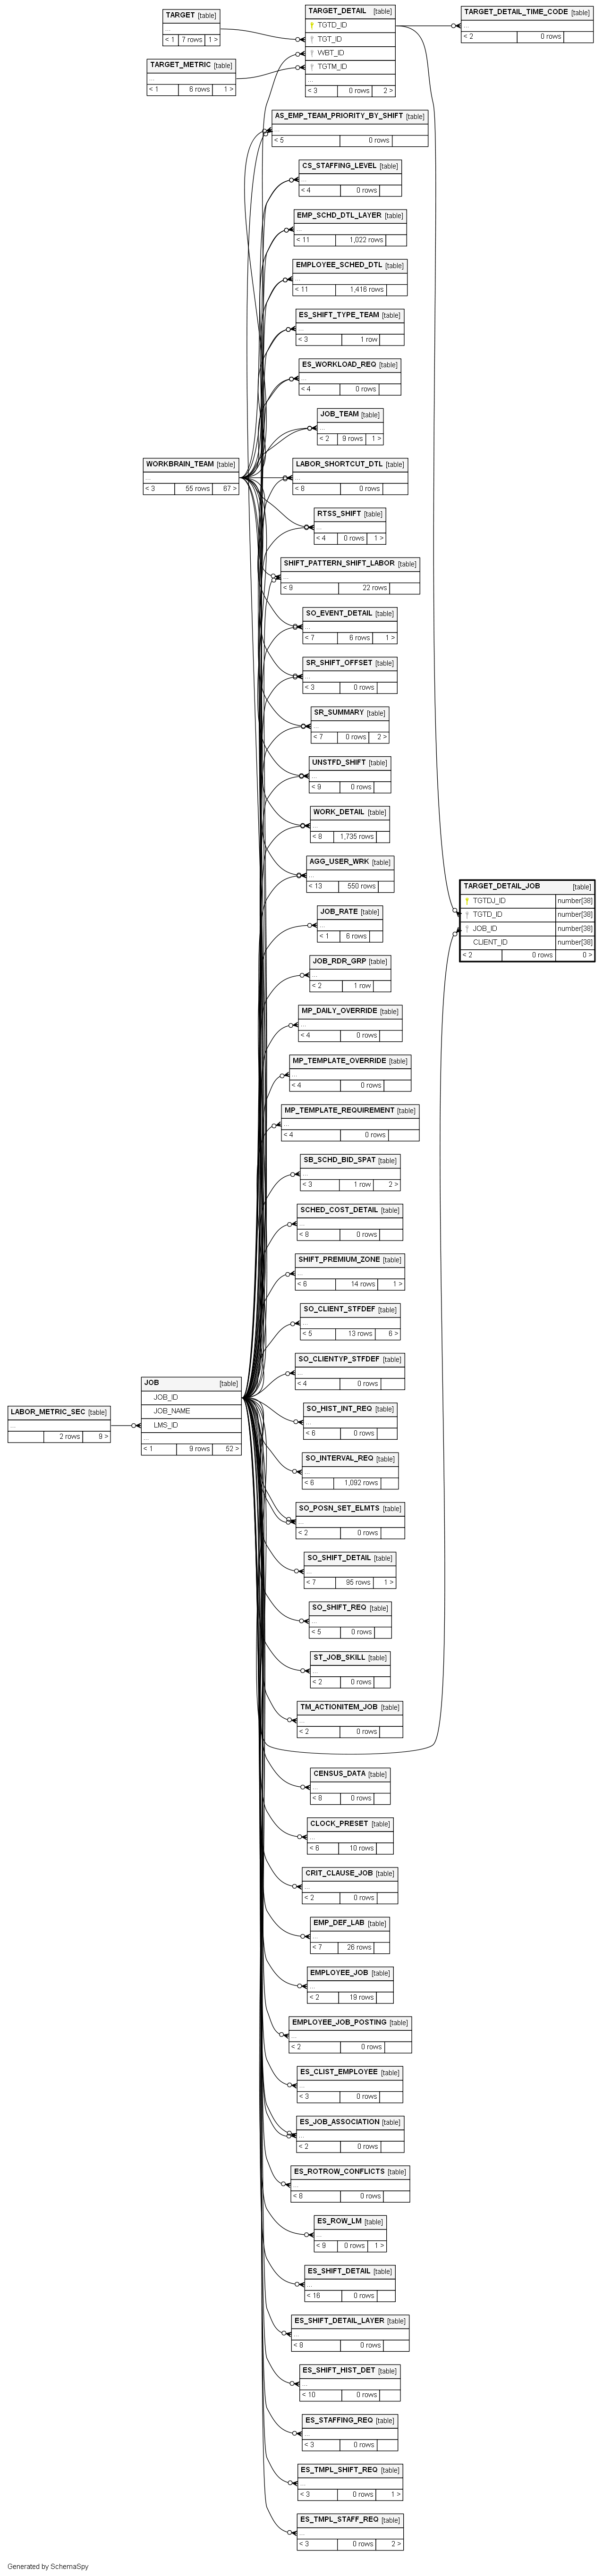 TARGET [table]
...
< 1 7 rows 1 >
TARGET_METRIC [table]
...
< 1 6 rows 1 >
TARGET_DETAIL [table]
TGTD_ID
TGT_ID
WBT_ID
TGTM_ID
...
< 3 0 rows 2 >
TARGET_DETAIL_TIME_CODE [table]
...
< 2 0 rows
AS_EMP_TEAM_PRIORITY_BY_SHIFT [table]
...
< 5 0 rows
CS_STAFFING_LEVEL [table]
...
< 4 0 rows
EMP_SCHD_DTL_LAYER [table]
...
< 11 1,022 rows
EMPLOYEE_SCHED_DTL [table]
...
< 11 1,416 rows
ES_SHIFT_TYPE_TEAM [table]
...
< 3 1 row
ES_WORKLOAD_REQ [table]
...
< 4 0 rows
JOB_TEAM [table]
...
< 2 9 rows 1 >
WORKBRAIN_TEAM [table]
...
< 3 55 rows 67 >
LABOR_SHORTCUT_DTL [table]
...
< 8 0 rows
RTSS_SHIFT [table]
...
< 4 0 rows 1 >
SHIFT_PATTERN_SHIFT_LABOR [table]
...
< 9 22 rows
SO_EVENT_DETAIL [table]
...
< 7 6 rows 1 >
SR_SHIFT_OFFSET [table]
...
< 3 0 rows
SR_SUMMARY [table]
...
< 7 0 rows 2 >
UNSTFD_SHIFT [table]
...
< 9 0 rows
WORK_DETAIL [table]
...
< 8 1,735 rows
AGG_USER_WRK [table]
...
< 13 550 rows
TARGET_DETAIL_JOB [table]
TGTDJ_ID number[38]
TGTD_ID number[38]
JOB_ID number[38]
CLIENT_ID number[38]
< 2 0 rows 0 >
JOB_RATE [table]
...
< 1 6 rows
JOB_RDR_GRP [table]
...
< 2 1 row
MP_DAILY_OVERRIDE [table]
...
< 4 0 rows
MP_TEMPLATE_OVERRIDE [table]
...
< 4 0 rows
MP_TEMPLATE_REQUIREMENT [table]
...
< 4 0 rows
SB_SCHD_BID_SPAT [table]
...
< 3 1 row 2 >
SCHED_COST_DETAIL [table]
...
< 8 0 rows
SHIFT_PREMIUM_ZONE [table]
...
< 6 14 rows 1 >
SO_CLIENT_STFDEF [table]
...
< 5 13 rows 6 >
SO_CLIENTYP_STFDEF [table]
...
< 4 0 rows
JOB [table]
JOB_ID
JOB_NAME
LMS_ID
...
< 1 9 rows 52 >
LABOR_METRIC_SEC [table]
...
2 rows 9 >
SO_HIST_INT_REQ [table]
...
< 6 0 rows
SO_INTERVAL_REQ [table]
...
< 6 1,092 rows
SO_POSN_SET_ELMTS [table]
...
< 2 0 rows
SO_SHIFT_DETAIL [table]
...
< 7 95 rows 1 >
SO_SHIFT_REQ [table]
...
< 5 0 rows
ST_JOB_SKILL [table]
...
< 2 0 rows
TM_ACTIONITEM_JOB [table]
...
< 2 0 rows
CENSUS_DATA [table]
...
< 8 0 rows
CLOCK_PRESET [table]
...
< 6 10 rows
CRIT_CLAUSE_JOB [table]
...
< 2 0 rows
EMP_DEF_LAB [table]
...
< 7 26 rows
EMPLOYEE_JOB [table]
...
< 2 19 rows
EMPLOYEE_JOB_POSTING [table]
...
< 2 0 rows
ES_CLIST_EMPLOYEE [table]
...
< 3 0 rows
ES_JOB_ASSOCIATION [table]
...
< 2 0 rows
ES_ROTROW_CONFLICTS [table]
...
< 8 0 rows
ES_ROW_LM [table]
...
< 9 0 rows 1 >
ES_SHIFT_DETAIL [table]
...
< 16 0 rows
ES_SHIFT_DETAIL_LAYER [table]
...
< 8 0 rows
ES_SHIFT_HIST_DET [table]
...
< 10 0 rows
ES_STAFFING_REQ [table]
...
< 3 0 rows
ES_TMPL_SHIFT_REQ [table]
...
< 3 0 rows 1 >
ES_TMPL_STAFF_REQ [table]
...
< 3 0 rows 2 >
Generated by SchemaSpy